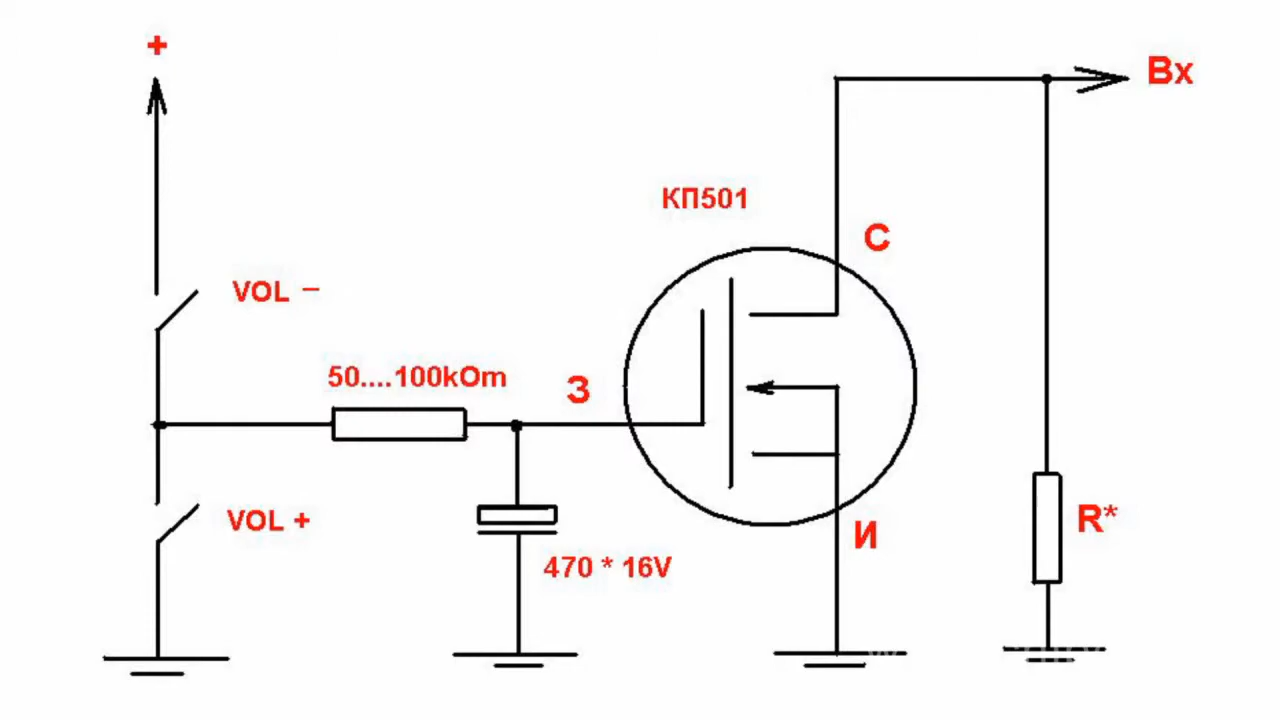 +
Вх
КП501
С
VOL −
50....100kOm
З
VOL +
R*
И
470 * 16V